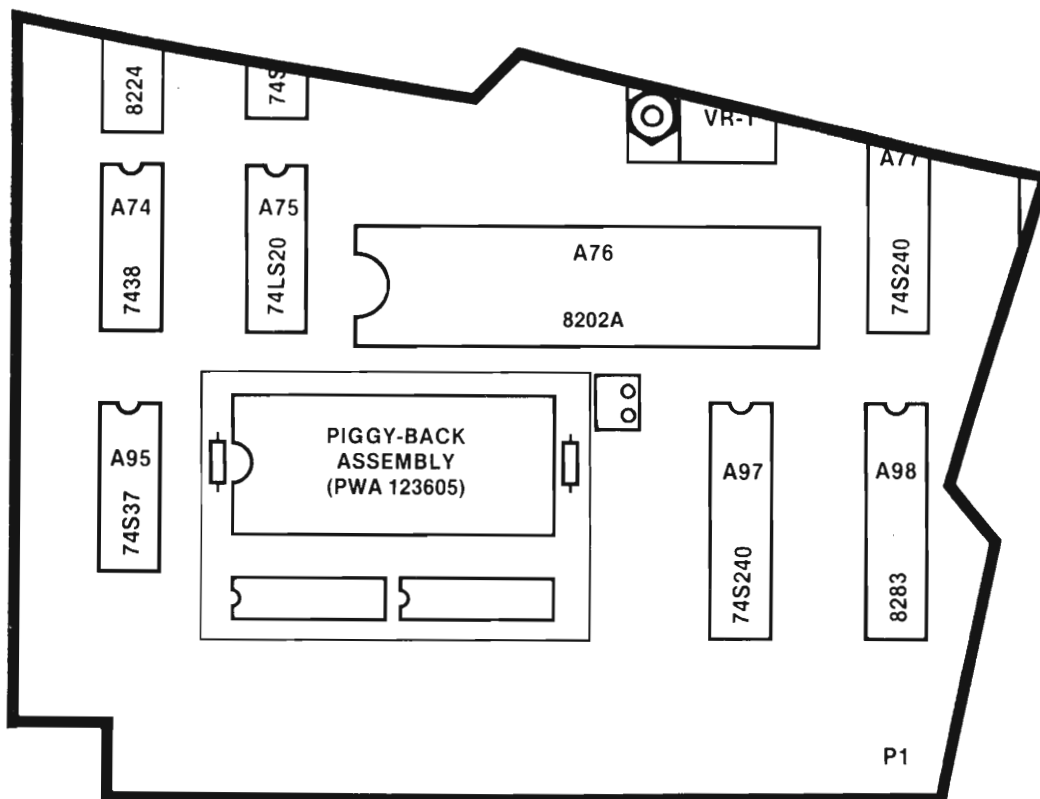 8224
74S
VR-1
A77
74S240
A74
7438
A75
74LS20
A76
8202A
PIGGY-BACK
ASSEMBLY
(PWA 123605)
A95
74S37
A97
74S240
A98
8283
P1